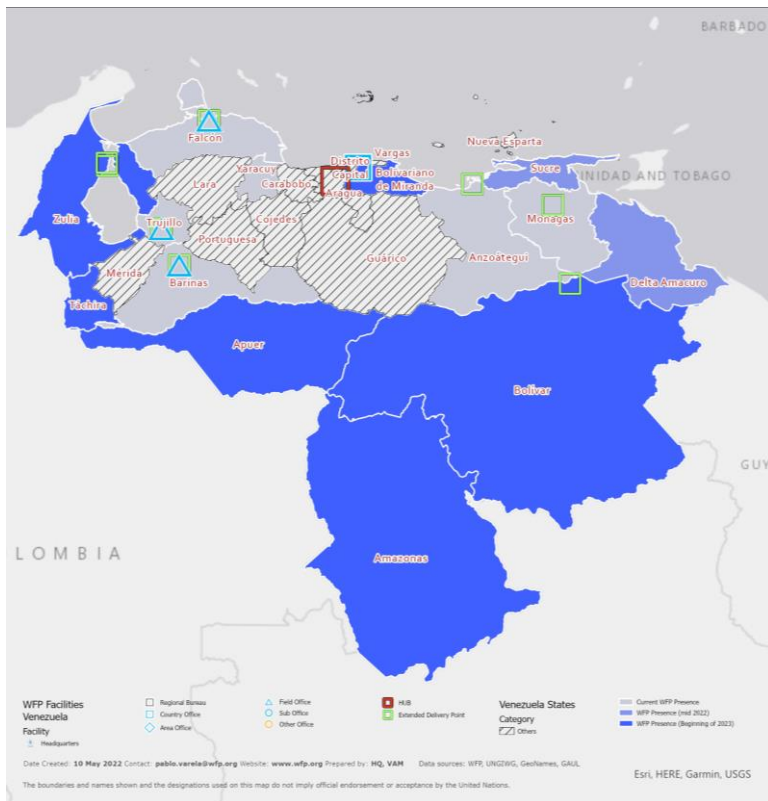 BARBADO
Falcón
Nueva Esparta
Vargas
Distrito
Capital
Bolivariano
de Miranda
Sucre
TRINIDAD AND TOBAGO
Yaracuy
Lara
Carabobo
Aragua
Zulia
Trujillo
Cojedes
Monagas
Portuguesa
Guárico
Anzoátegui
Mérida
Barinas
Delta Amacuro
Táchira
Apuer
Bolívar
GUY
LOMBIA
Amazonas
WFP Facilities
Venezuela
Facility
Headquarters
Regional Bureau
Country Office
Area Office
Field Office
Sub Office
Other Office
HUB
Extended Delivery Point
Venezuela States
Category
Others
Current WFP Presence
WFP Presence (mid 2022)
WFP Presence (Beginning of 2023)
Date Created: 10 May 2022 Contact: pablo.varela@wfp.org Website: www.wfp.org Prepared by: HQ, VAM Data sources: WFP, UNGIWG, GeoNames, GAUL
The boundaries and names shown and the designations used on this map do not imply official endorsement or acceptance by the United Nations.
Esri, HERE, Garmin, USGS